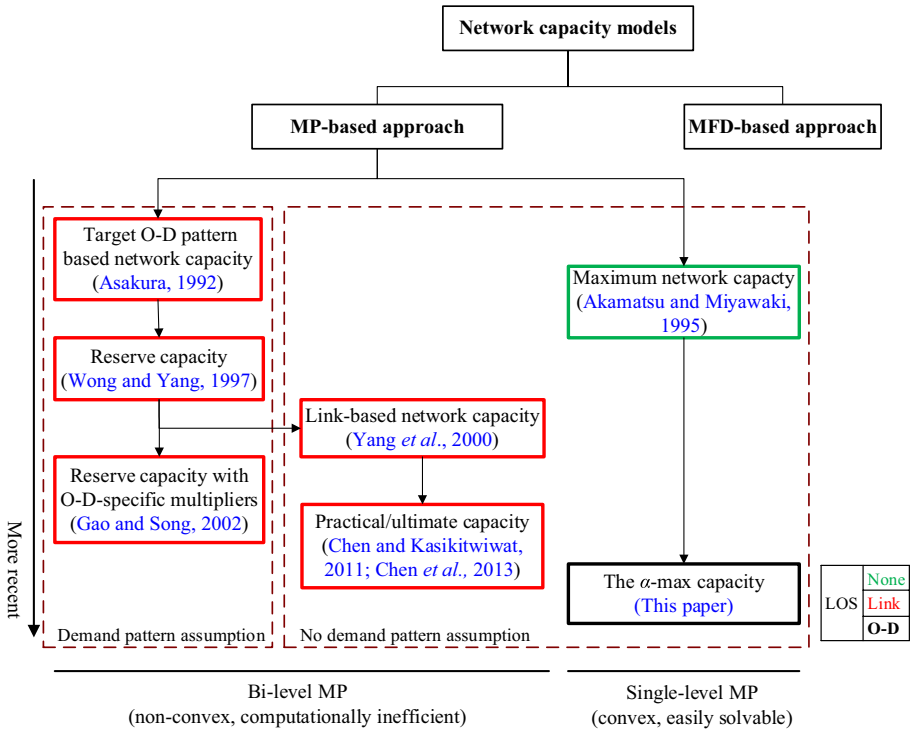 Network capacity models
MP-based approach
MFD-based approach
More recent
Target O-D pattern
based network capacity
(Asakura, 1992)
Reserve capacity
(Wong and Yang, 1997)
Reserve capacity with
O-D-specific multipliers
(Gao and Song, 2002)
Demand pattern assumption
Link-based network capacity
(Yang et al., 2000)
Practical/ultimate capacity
(Chen and Kasikitwiwat,
2011; Chen et al., 2013)
No demand pattern assumption
Maximum network capacty
(Akamatsu and Miyawaki,
1995)
The α-max capacity
(This paper)
LOS
None
Link
O-D
Bi-level MP
(non-convex, computationally inefficient)
Single-level MP
(convex, easily solvable)